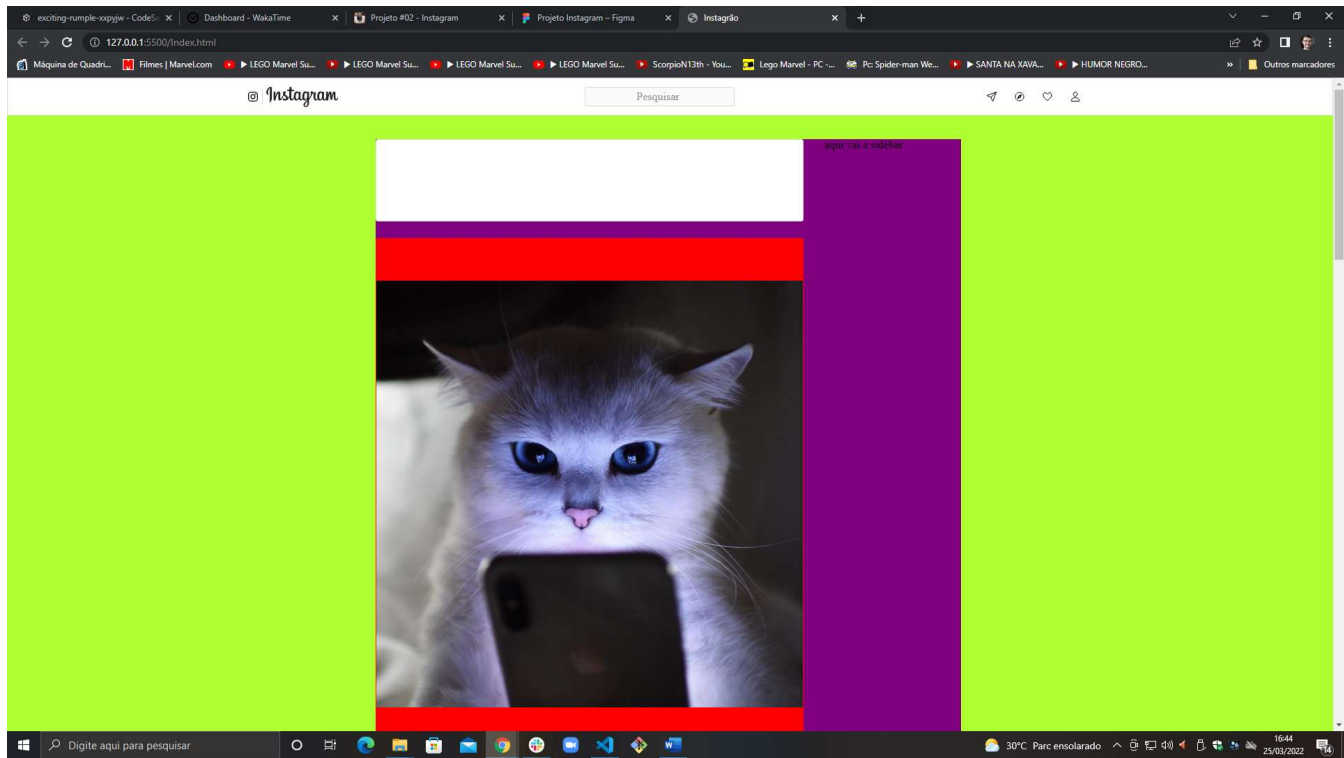 exciting-rumple-xxpyjw - CodeSa
Dashboard - WakaTime
Projeto #02 - Instagram
Projeto Instagram – Figma
Instagrão
127.0.0.1:5500/Index.html
Máquina de Quadri...
Filmes | Marvel.com
▶ LEGO Marvel Su...
▶ LEGO Marvel Su...
▶ LEGO Marvel Su...
▶ LEGO Marvel Su...
ScorpioN13th - You...
Lego Marvel - PC -...
Pc: Spider-man We...
▶ SANTA NA XAVA...
▶ HUMOR NEGRO...
»
Outros marcadores
Instagram
Pesquisar
aqui vai a sidebar
Digite aqui para pesquisar
30°C Parc ensolarado
16:44
25/03/2022
14